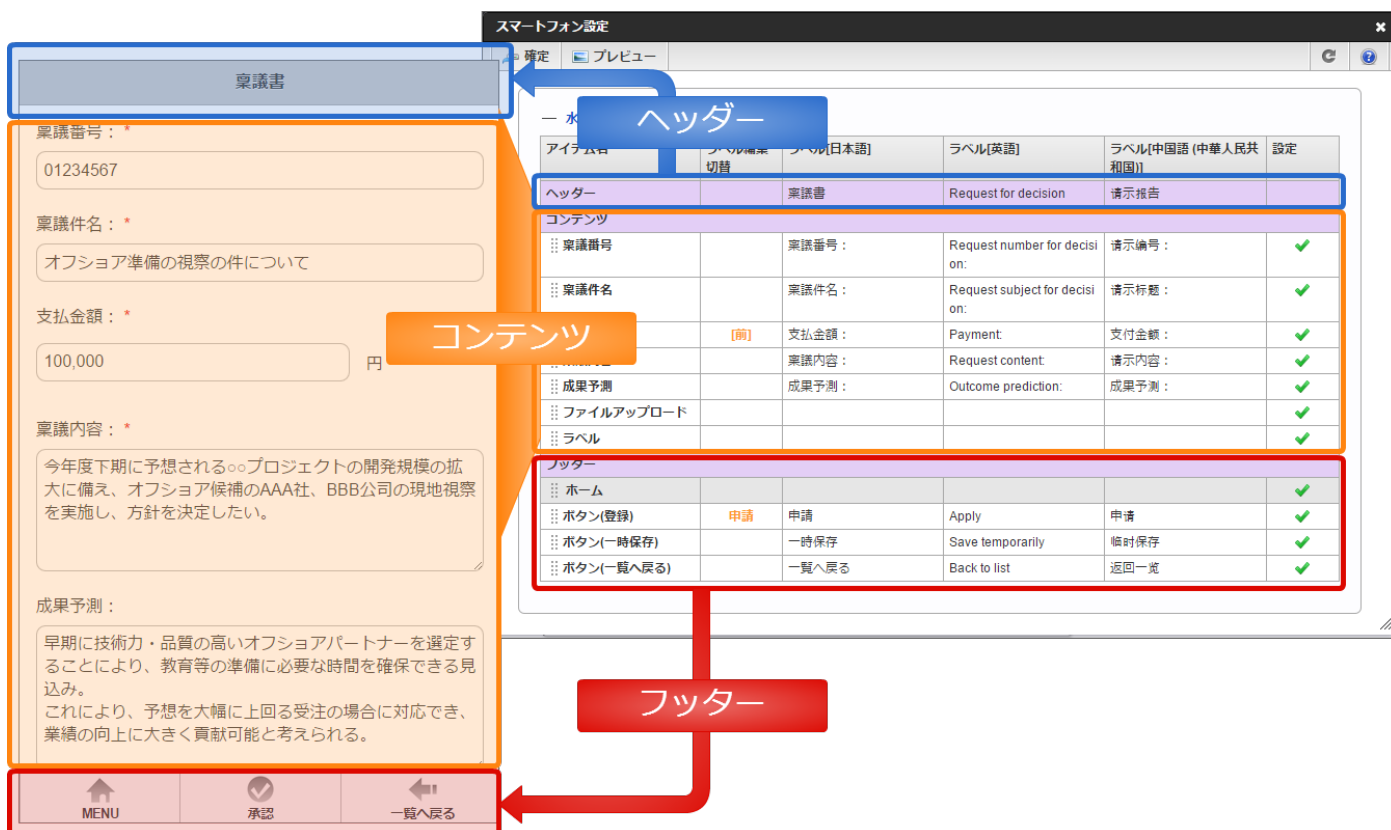 スマートフォン設定
確定
プレビュー
稟議書
稟議番号： *
01234567
稟議件名： *
オフショア準備の視察の件について
支払金額： *
100,000
円
稟議内容： *
今年度下期に予想される○○プロジェクトの開発規模の拡
大に備え、オフショア候補のAAA社、BBB公司の現地視察
を実施し、方針を決定したい。
成果予測：
早期に技術力・品質の高いオフショアパートナーを選定す
ることにより、教育等の準備に必要な時間を確保できる見
込み。
これにより、予想を大幅に上回る受注の場合に対応でき、
業績の向上に大きく貢献可能と考えられる。
MENU
承認
一覧へ戻る
ヘッダー
コンテンツ
フッター
― 水
アイテム名
ラベル編集
切替
ラベル[日本語]
ラベル[英語]
ラベル[中国語 (中華人民共
和国)]
設定
ヘッダー 稟議書 Request for decision 请示报告
コンテンツ
稟議番号 稟議番号： Request number for decisi
on:
请示编号：
稟議件名 稟議件名： Request subject for decisi
on:
请示标题：
[前] 支払金額： Payment: 支付金额：
稟議内容： Request content: 请示内容：
成果予測 成果予測： Outcome prediction: 成果予测：
ファイルアップロード
ラベル
フッター
ホーム
ボタン(登録) 申請 申請 Apply 申请
ボタン(一時保存) 一時保存 Save temporarily 临时保存
ボタン(一覧へ戻る) 一覧へ戻る Back to list 返回一览